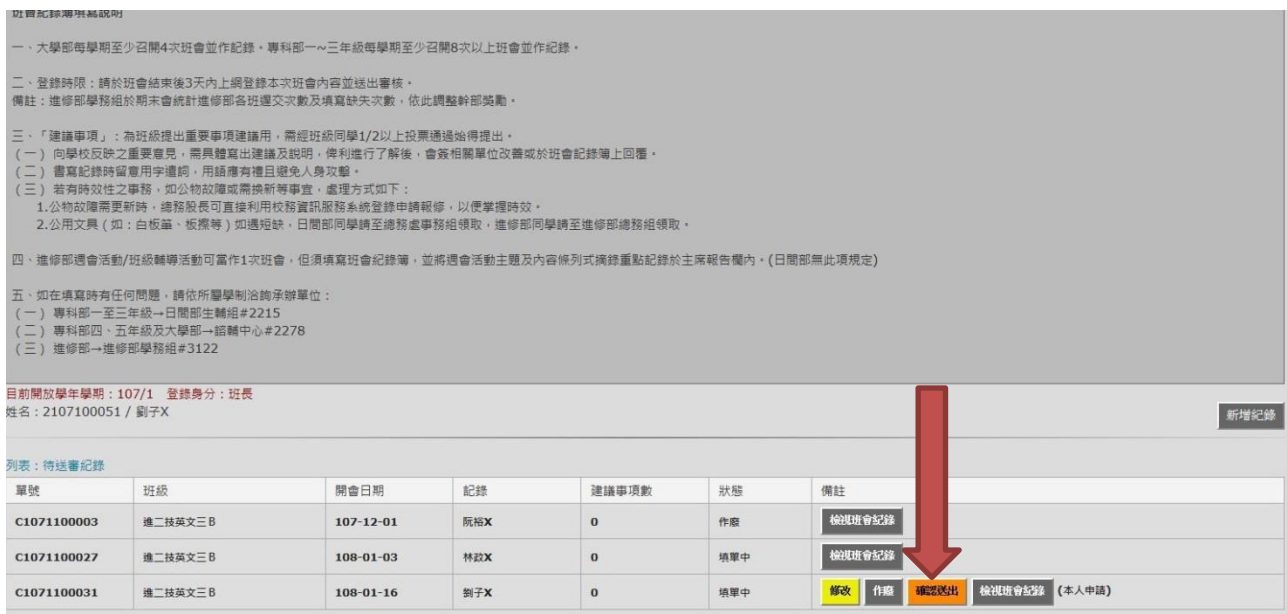 班會紀錄簿填寫說明
一、大學部每學期至少召開4次班會並作記錄。專科部一~三年級每學期至少召開8次以上班會並作紀錄。
二、登錄時限：請於班會結束後3天內上網登錄本次班會內容並送出審核。
備註：進修部學務組於期末會統計進修部各班遲交次數及填寫缺失次數，依此調整幹部獎勵。
三、「建議事項」：為班級提出重要事項建議用，需經班級同學1/2以上投票通過始得提出。
(一) 向學校反映之重要意見，需具體寫出建議及說明，俾利進行了解後，會簽相關單位改善或於班會記錄簿上回覆。
(二) 書寫記錄時留意用字遣詞，用語應有禮且避免人身攻擊。
(三) 若有時效性之事務，如公物故障或需換新等事宜，處理方式如下：
1.公物故障需更新時，總務股長可直接利用校務資訊服務系統登錄申請報修，以便掌握時效。
2.公用文具 ( 如：白板筆、板擦等 ) 如遇短缺，日間部同學請至總務處事務組領取，進修部同學請至進修部總務組領取。
四、進修部週會活動/班級輔導活動可當作1次班會，但須填寫班會紀錄簿，並將週會活動主題及內容條列式摘錄重點記錄於主席報告欄內。(日間部無此項規定)
五、如在填寫時有任何問題，請依所屬學制洽詢承辦單位：
(一) 專科部一至三年級→日間部生輔組#2215
(二) 專科部四、五年級及大學部→諮輔中心#2278
(三) 進修部→進修部學務組#3122
目前開放學年學期：107/1 登錄身分：班長
姓名：2107100051 / 劉子X
新增紀錄
列表：待送審紀錄
單號 班級 開會日期 記錄 建議事項數 狀態 備註
C1071100003 進二技英文三B 107-12-01 阮裕X 0 作廢 檢視班會紀錄
C1071100027 進二技英文三B 108-01-03 林政X 0 填單中 檢視班會紀錄
C1071100031 進二技英文三B 108-01-16 劉子X 0 填單中 修改 作廢 確認送出 檢視班會紀錄 (本人申請)